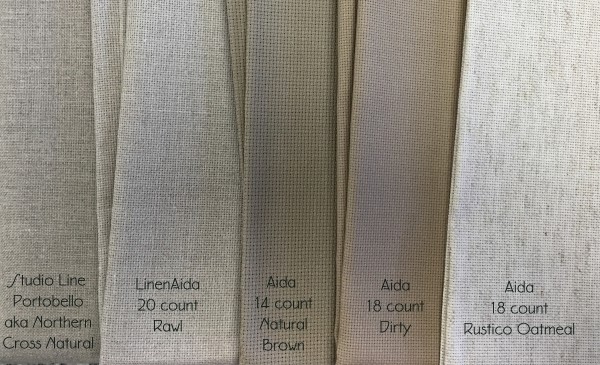 Studio Line
Portobello
aka Northern
Cross Natural
LinenAida
20 count
Rawl
Aida
14 count
Natural
Brown
Aida
18 count
Dirty
Aida
18 count
Rustico Oatmeal